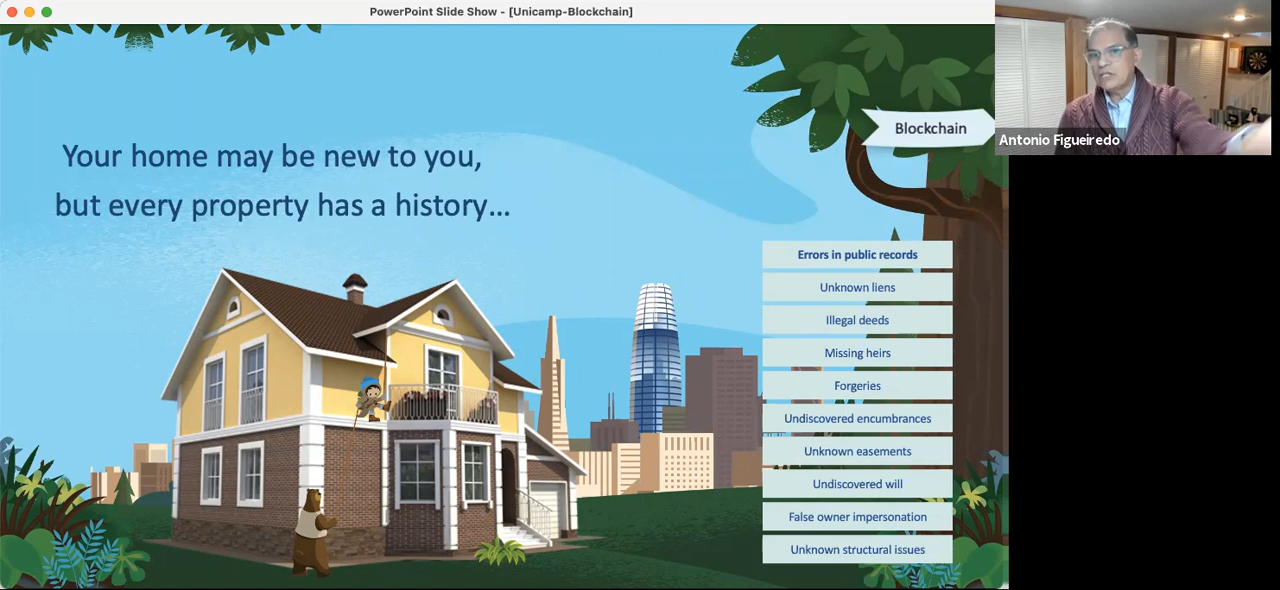 PowerPoint Slide Show - [Unicamp-Blockchain]
Blockchain
Antonio Figueiredo
Your home may be new to you,
but every property has a history...
Errors in public records
Unknown liens
Illegal deeds
Missing heirs
Forgeries
Undiscovered encumbrances
Unknown easements
Undiscovered will
False owner impersonation
Unknown structural issues